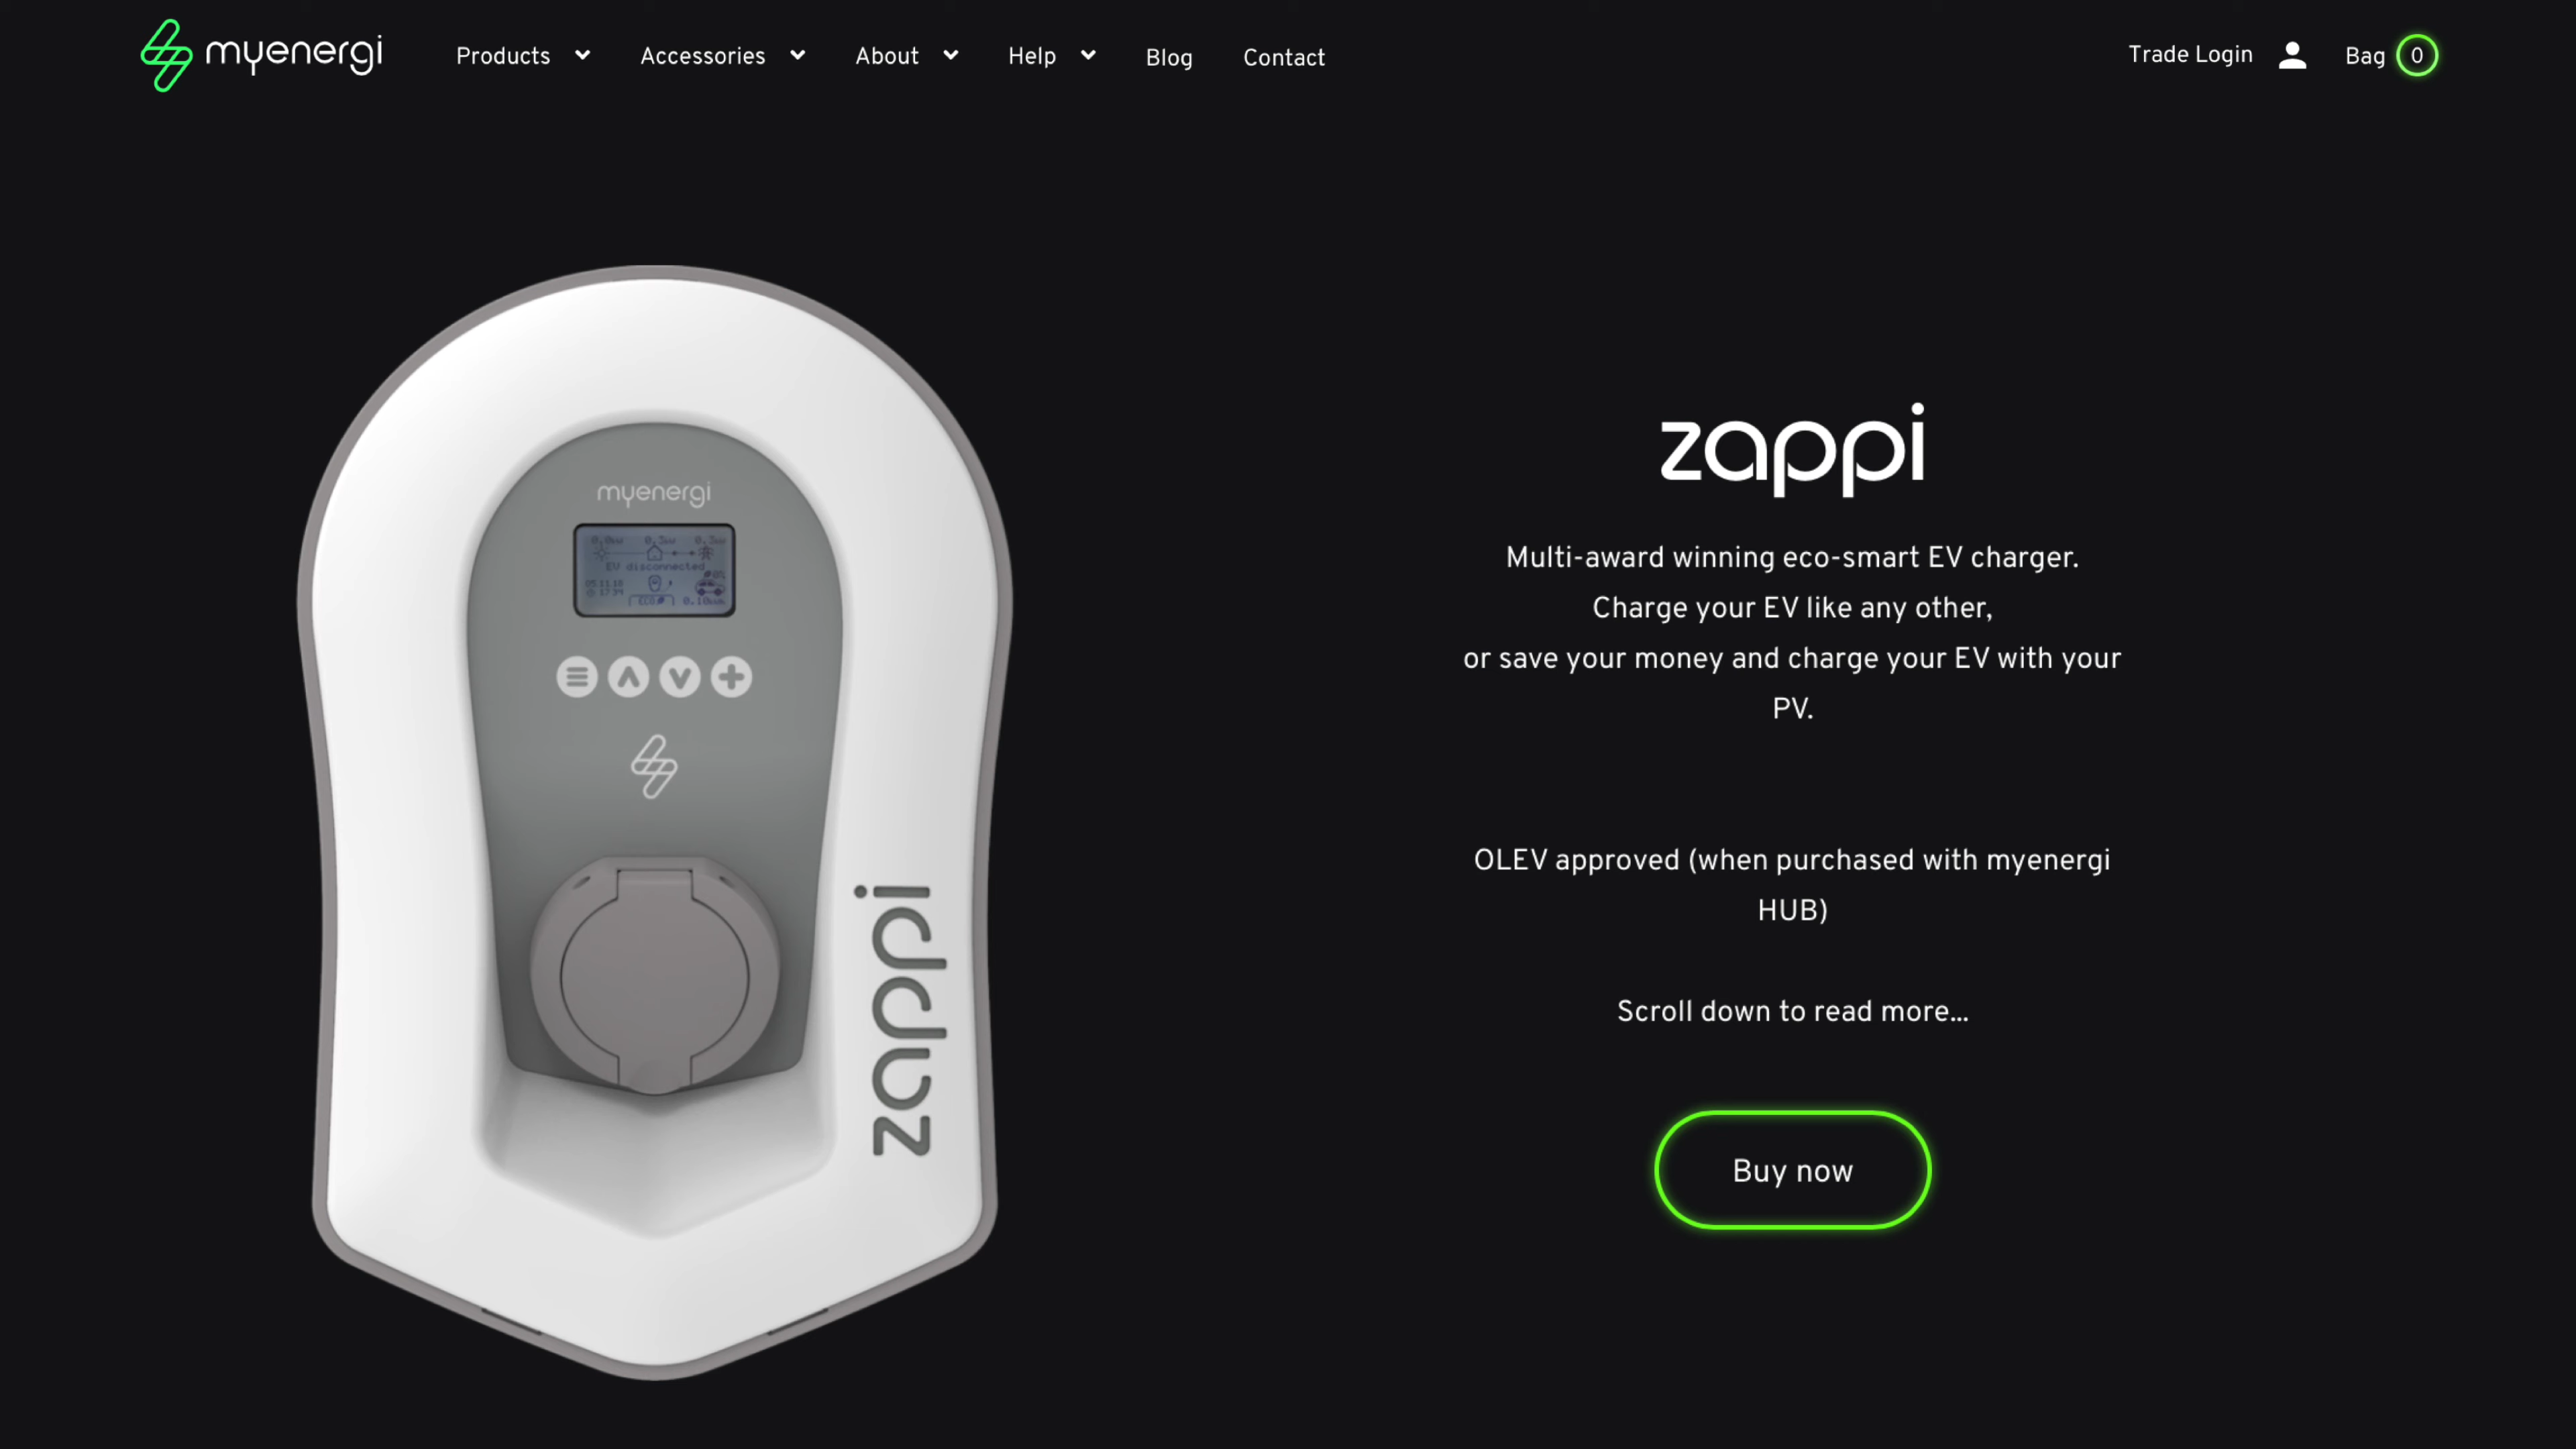 myenergi
Products
Accessories
About
Help
Blog
Contact
Trade Login
Bag 0
myenergi
EV disconnected
zappi
zappi
Multi-award winning eco-smart EV charger.
Charge your EV like any other,
or save your money and charge your EV with your
PV.
OLEV approved (when purchased with myenergi
HUB)
Scroll down to read more...
Buy now